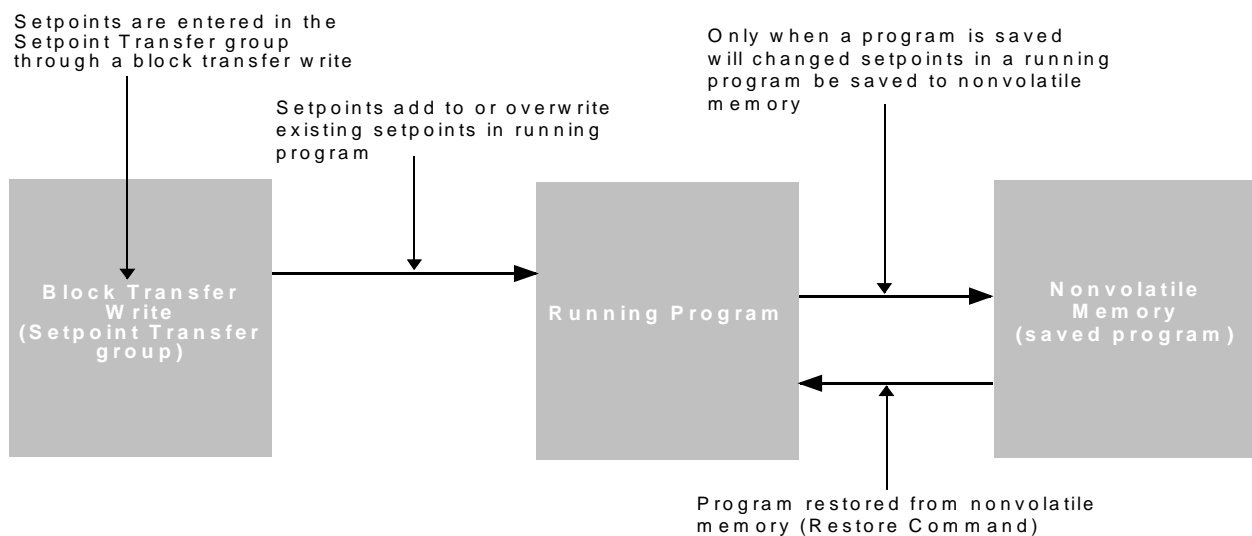 Setpoints are entered in the
Setpoint Transfer group
through a block transfer write
Setpoints add to or overwrite
existing setpoints in running
program
Only when a program is saved
will changed setpoints in a running
program be saved to nonvolatile
memory
Block Transfer
Write
(Setpoint Transfer
group)
Running Program
Nonvolatile
Memory
(saved program)
Program restored from nonvolatile
memory (Restore Command)